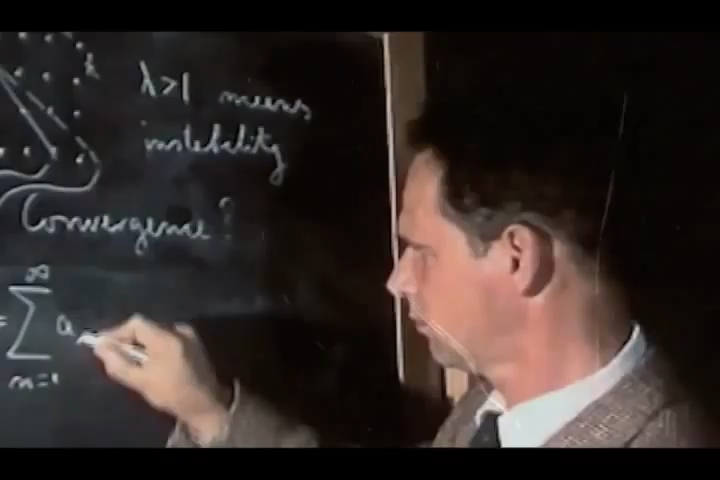 λ>1 means
instability
Convergence?
= ∞ ∑ n=1 a